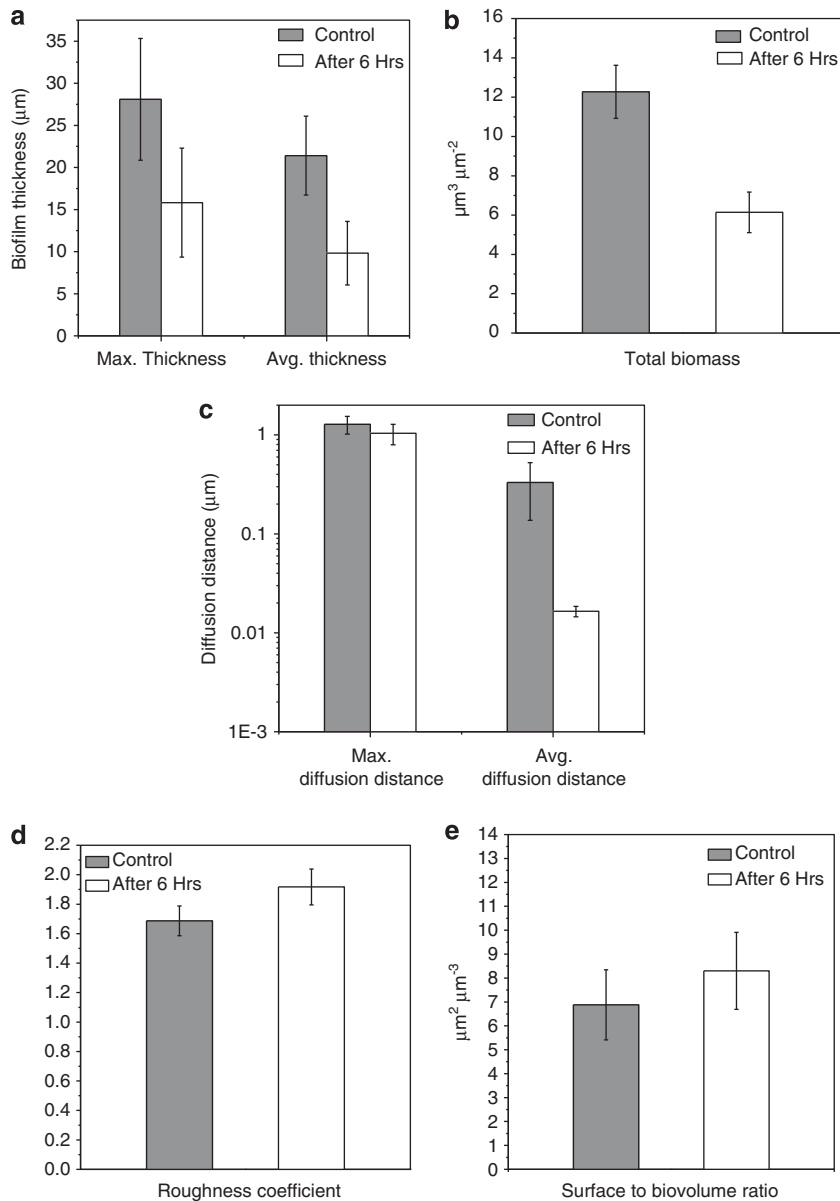 a
Control
After 6 Hrs
Biofilm thickness (μm)
35
30
25
20
15
10
5
0
Max. Thickness
Avg. thickness
b
Control
After 6 Hrs
μm³ μm⁻²
16
14
12
10
8
6
4
2
0
Total biomass
c
Control
After 6 Hrs
Diffusion distance (μm)
1
0.1
0.01
1E-3
Max.
diffusion distance
Avg.
diffusion distance
d
Control
After 6 Hrs
2.2
2.0
1.8
1.6
1.4
1.2
1.0
0.8
0.6
0.4
0.2
0.0
Roughness coefficient
e
Control
After 6 Hrs
μm² μm⁻³
14
13
12
11
10
9
8
7
6
5
4
3
2
1
0
Surface to biovolume ratio